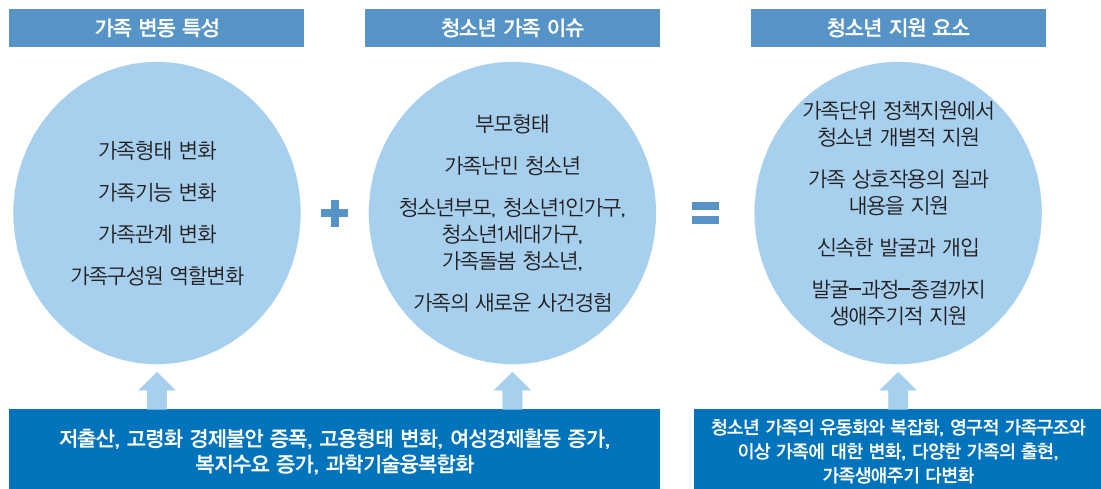 가족 변동 특성
가족형태 변화
가족기능 변화
가족관계 변화
가족구성원 역할변화
청소년 가족 이슈
부모형태
가족난민 청소년
청소년부모, 청소년1인가구,
청소년1세대가구,
가족돌봄 청소년,
가족의 새로운 사건경험
청소년 지원 요소
가족단위 정책지원에서
청소년 개별적 지원
가족 상호작용의 질과
내용을 지원
신속한 발굴과 개입
발굴–과정–종결까지
생애주기적 지원
저출산, 고령화 경제불안 증폭, 고용형태 변화, 여성경제활동 증가,
복지수요 증가, 과학기술융복합화
청소년 가족의 유동화와 복잡화, 영구적 가족구조와
이상 가족에 대한 변화, 다양한 가족의 출현,
가족생애주기 다변화